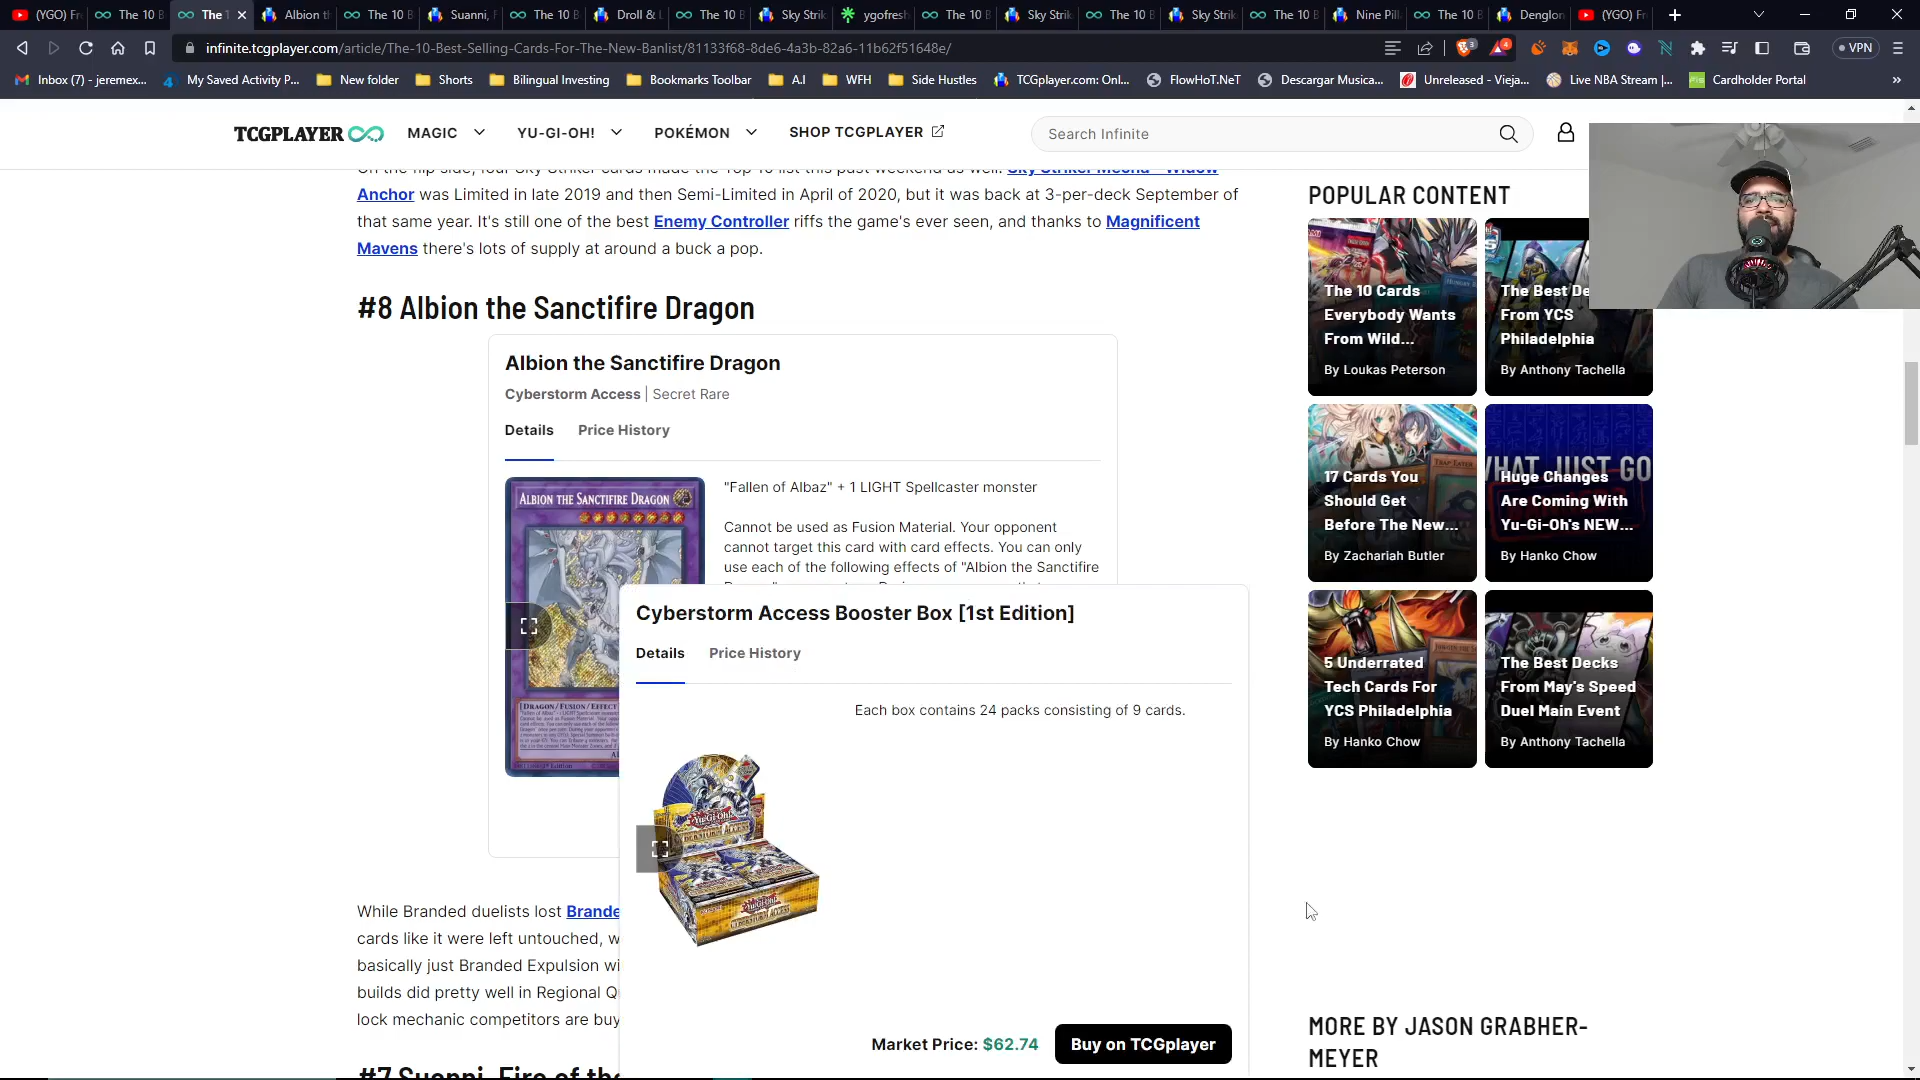 (YGO) Fr
The 10 B
The 1
Albion th
The 10 B
Suanni, F
The 10 B
Droll & L
The 10 B
Sky Strik
ygofresh
The 10 B
Sky Strik
The 10 B
Sky Strik
The 10 B
Nine Pill
The 10 B
Denglon
(YGO) Fr
infinite.tcgplayer.com/article/The-10-Best-Selling-Cards-For-The-New-Banlist/81133f68-8de6-4a3b-82a6-11b62f51648e/
VPN
Inbox (7) - jeremex...
My Saved Activity P...
New folder
Shorts
Bilingual Investing
Bookmarks Toolbar
A.I
WFH
Side Hustles
TCGplayer.com: Onl...
FlowHoT.NeT
Descargar Musica...
Unreleased - Vieja...
Live NBA Stream |...
Cardholder Portal
TCGPLAYER
MAGIC
YU-GI-OH!
POKÉMON
SHOP TCGPLAYER
Search Infinite
On the flip side, four Sky Striker cards made the Top 10 list this past weekend as well. Sky Striker Mecha - Widow
Anchor was Limited in late 2019 and then Semi-Limited in April of 2020, but it was back at 3-per-deck September of
that same year. It's still one of the best Enemy Controller riffs the game's ever seen, and thanks to Magnificent
Mavens there's lots of supply at around a buck a pop.
#8 Albion the Sanctifire Dragon
Albion the Sanctifire Dragon
Cyberstorm Access | Secret Rare
Details
Price History
ALBION THE SANCTIFIRE DRAGON
[DRAGON/FUSION/EFFECT
"Fallen of Albaz" + 1 LIGHT Spellcaster monster
Cannot be used as Fusion Material. Your opponent
cannot target this card with card effects. You can only
use each of the following effects of "Albion the Sanctifire
Cyberstorm Access Booster Box [1st Edition]
Details
Price History
Each box contains 24 packs consisting of 9 cards.
Yu-Gi-Oh!
CYBERSTORM ACCESS
Market Price: $62.74
Buy on TCGplayer
While Branded duelists lost Brande
cards like it were left untouched, w
basically just Branded Expulsion wi
builds did pretty well in Regional Q
lock mechanic competitors are buy
#7 Suanni, Fire of the
POPULAR CONTENT
The 10 Cards
Everybody Wants
From Wild...
By Loukas Peterson
The Best De
From YCS
Philadelphia
By Anthony Tachella
17 Cards You
Should Get
Before The New...
By Zachariah Butler
WHAT JUST GO
Huge Changes
Are Coming With
Yu-Gi-Oh's NEW...
By Hanko Chow
5 Underrated
Tech Cards For
YCS Philadelphia
By Hanko Chow
The Best Decks
From May's Speed
Duel Main Event
By Anthony Tachella
MORE BY JASON GRABHER-
MEYER